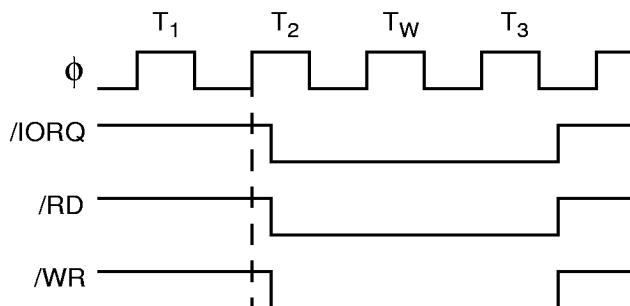 T1 T2 TW T3
ϕ
/IORQ
/RD
/WR